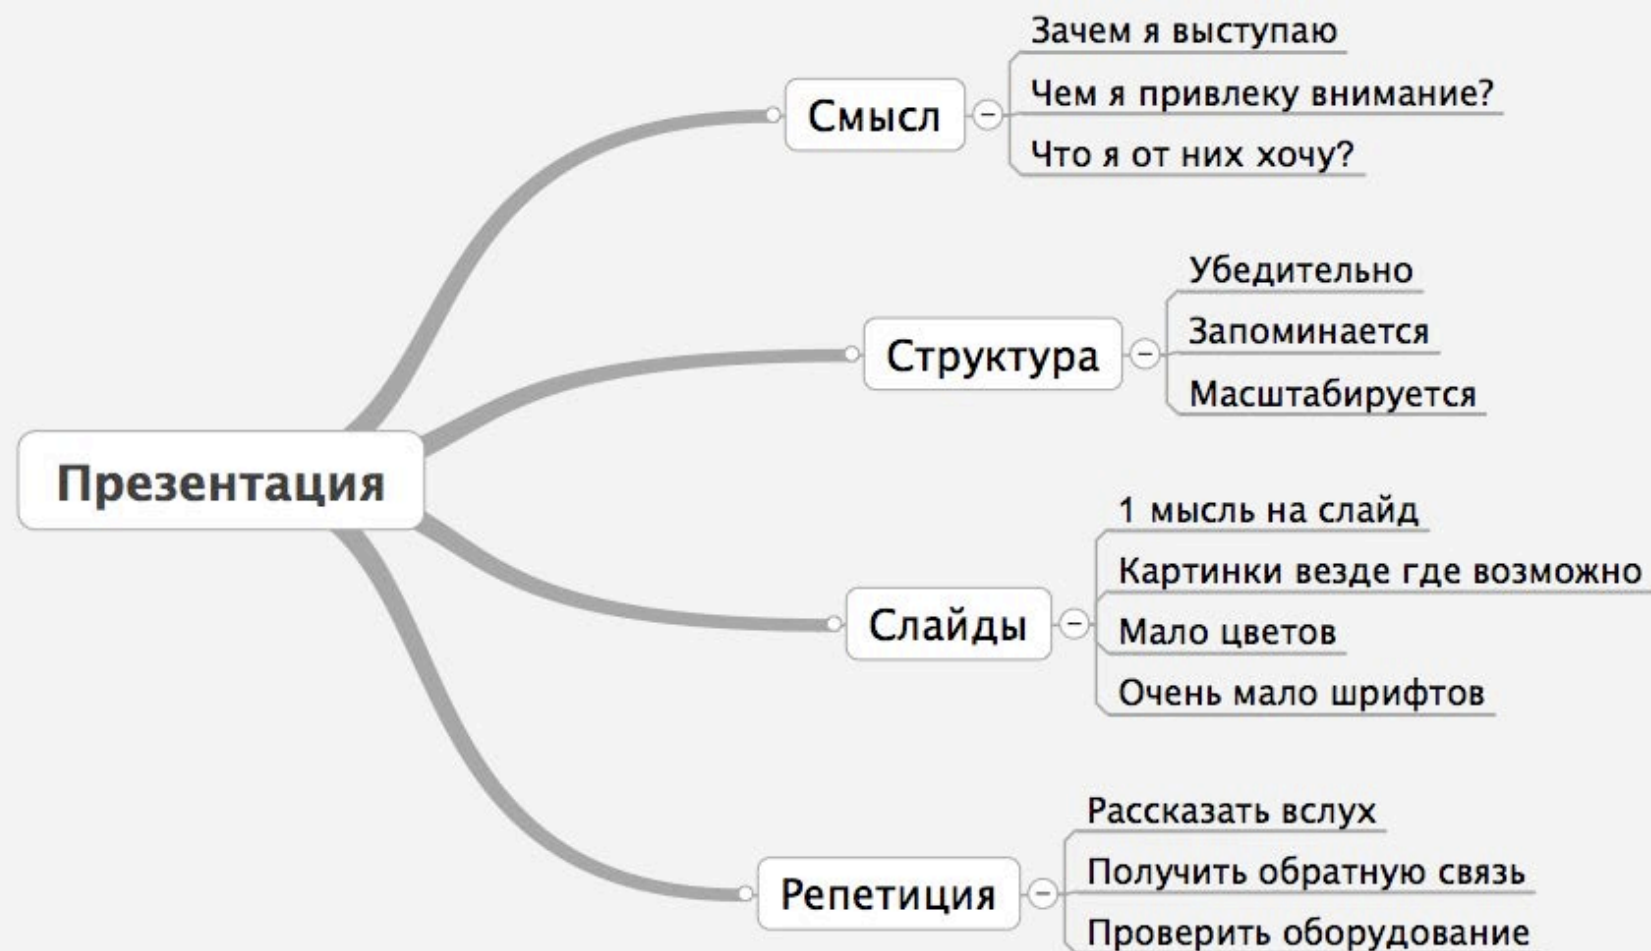 Презентация
Смысл
Зачем я выступаю
Чем я привлеку внимание?
Что я от них хочу?
Структура
Убедительно
Запоминается
Масштабируется
Слайды
1 мысль на слайд
Картинки везде где возможно
Мало цветов
Очень мало шрифтов
Репетиция
Рассказать вслух
Получить обратную связь
Проверить оборудование